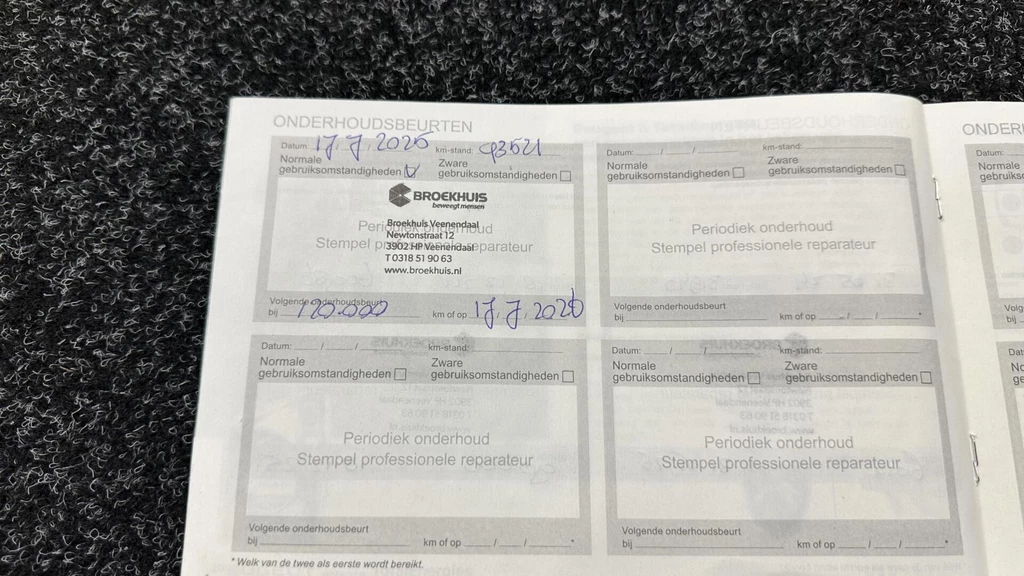 ONDERHOUDSBEURTEN
Datum: 17.7.2025 km-stand:
Normale gebruiksomstandigheden
Zware gebruiksomstandigheden
BROEKHUIS
beweegt mensen
Periodiek onderhoud
Stempel professionele reparateur
Broekhuis Veenendaal
Newtonstraat 12
3902 HP Veenendaal
T 0318 51 90 63
www.broekhuis.nl
Volgende onderhoudsbeurt
bij 120.000 km of op 17.7.2026
Datum: / / km-stand:
Normale gebruiksomstandigheden
Zware gebruiksomstandigheden
Periodiek onderhoud
Stempel professionele reparateur
Volgende onderhoudsbeurt
bij km of op / / *
Datum: / / km-stand:
Normale gebruiksomstandigheden
Zware gebruiksomstandigheden
Periodiek onderhoud
Stempel professionele reparateur
Volgende onderhoudsbeurt
bij km of op / / *
Datum: / / km-stand:
Normale gebruiksomstandigheden
Zware gebruiksomstandigheden
Periodiek onderhoud
Stempel professionele reparateur
Volgende onderhoudsbeurt
bij km of op / / *
* Welk van de twee als eerste wordt bereikt.
Datum:
Normale
bij